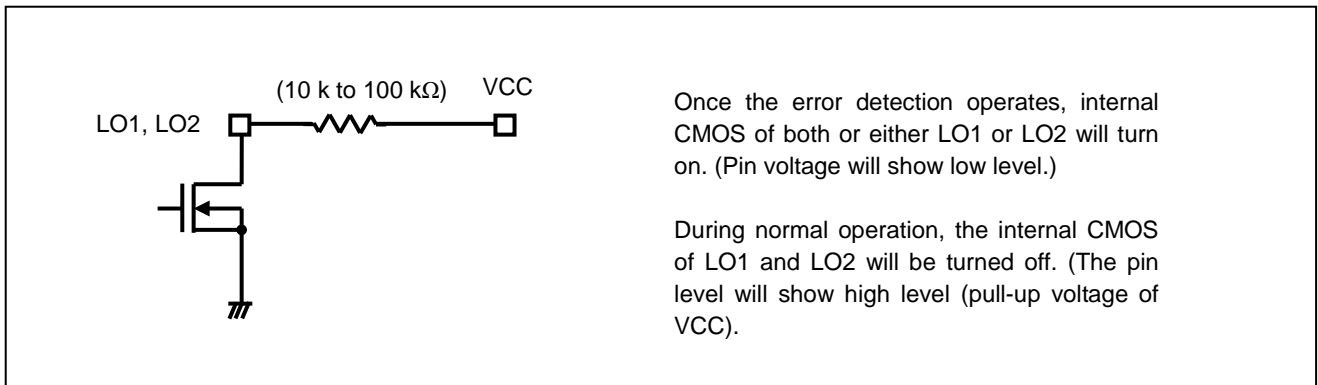 (10 k to 100 kΩ)
VCC
LO1, LO2
Once the error detection operates, internal
CMOS of both or either LO1 or LO2 will turn
on. (Pin voltage will show low level.)
During normal operation, the internal CMOS
of LO1 and LO2 will be turned off. (The pin
level will show high level (pull-up voltage of
VCC).